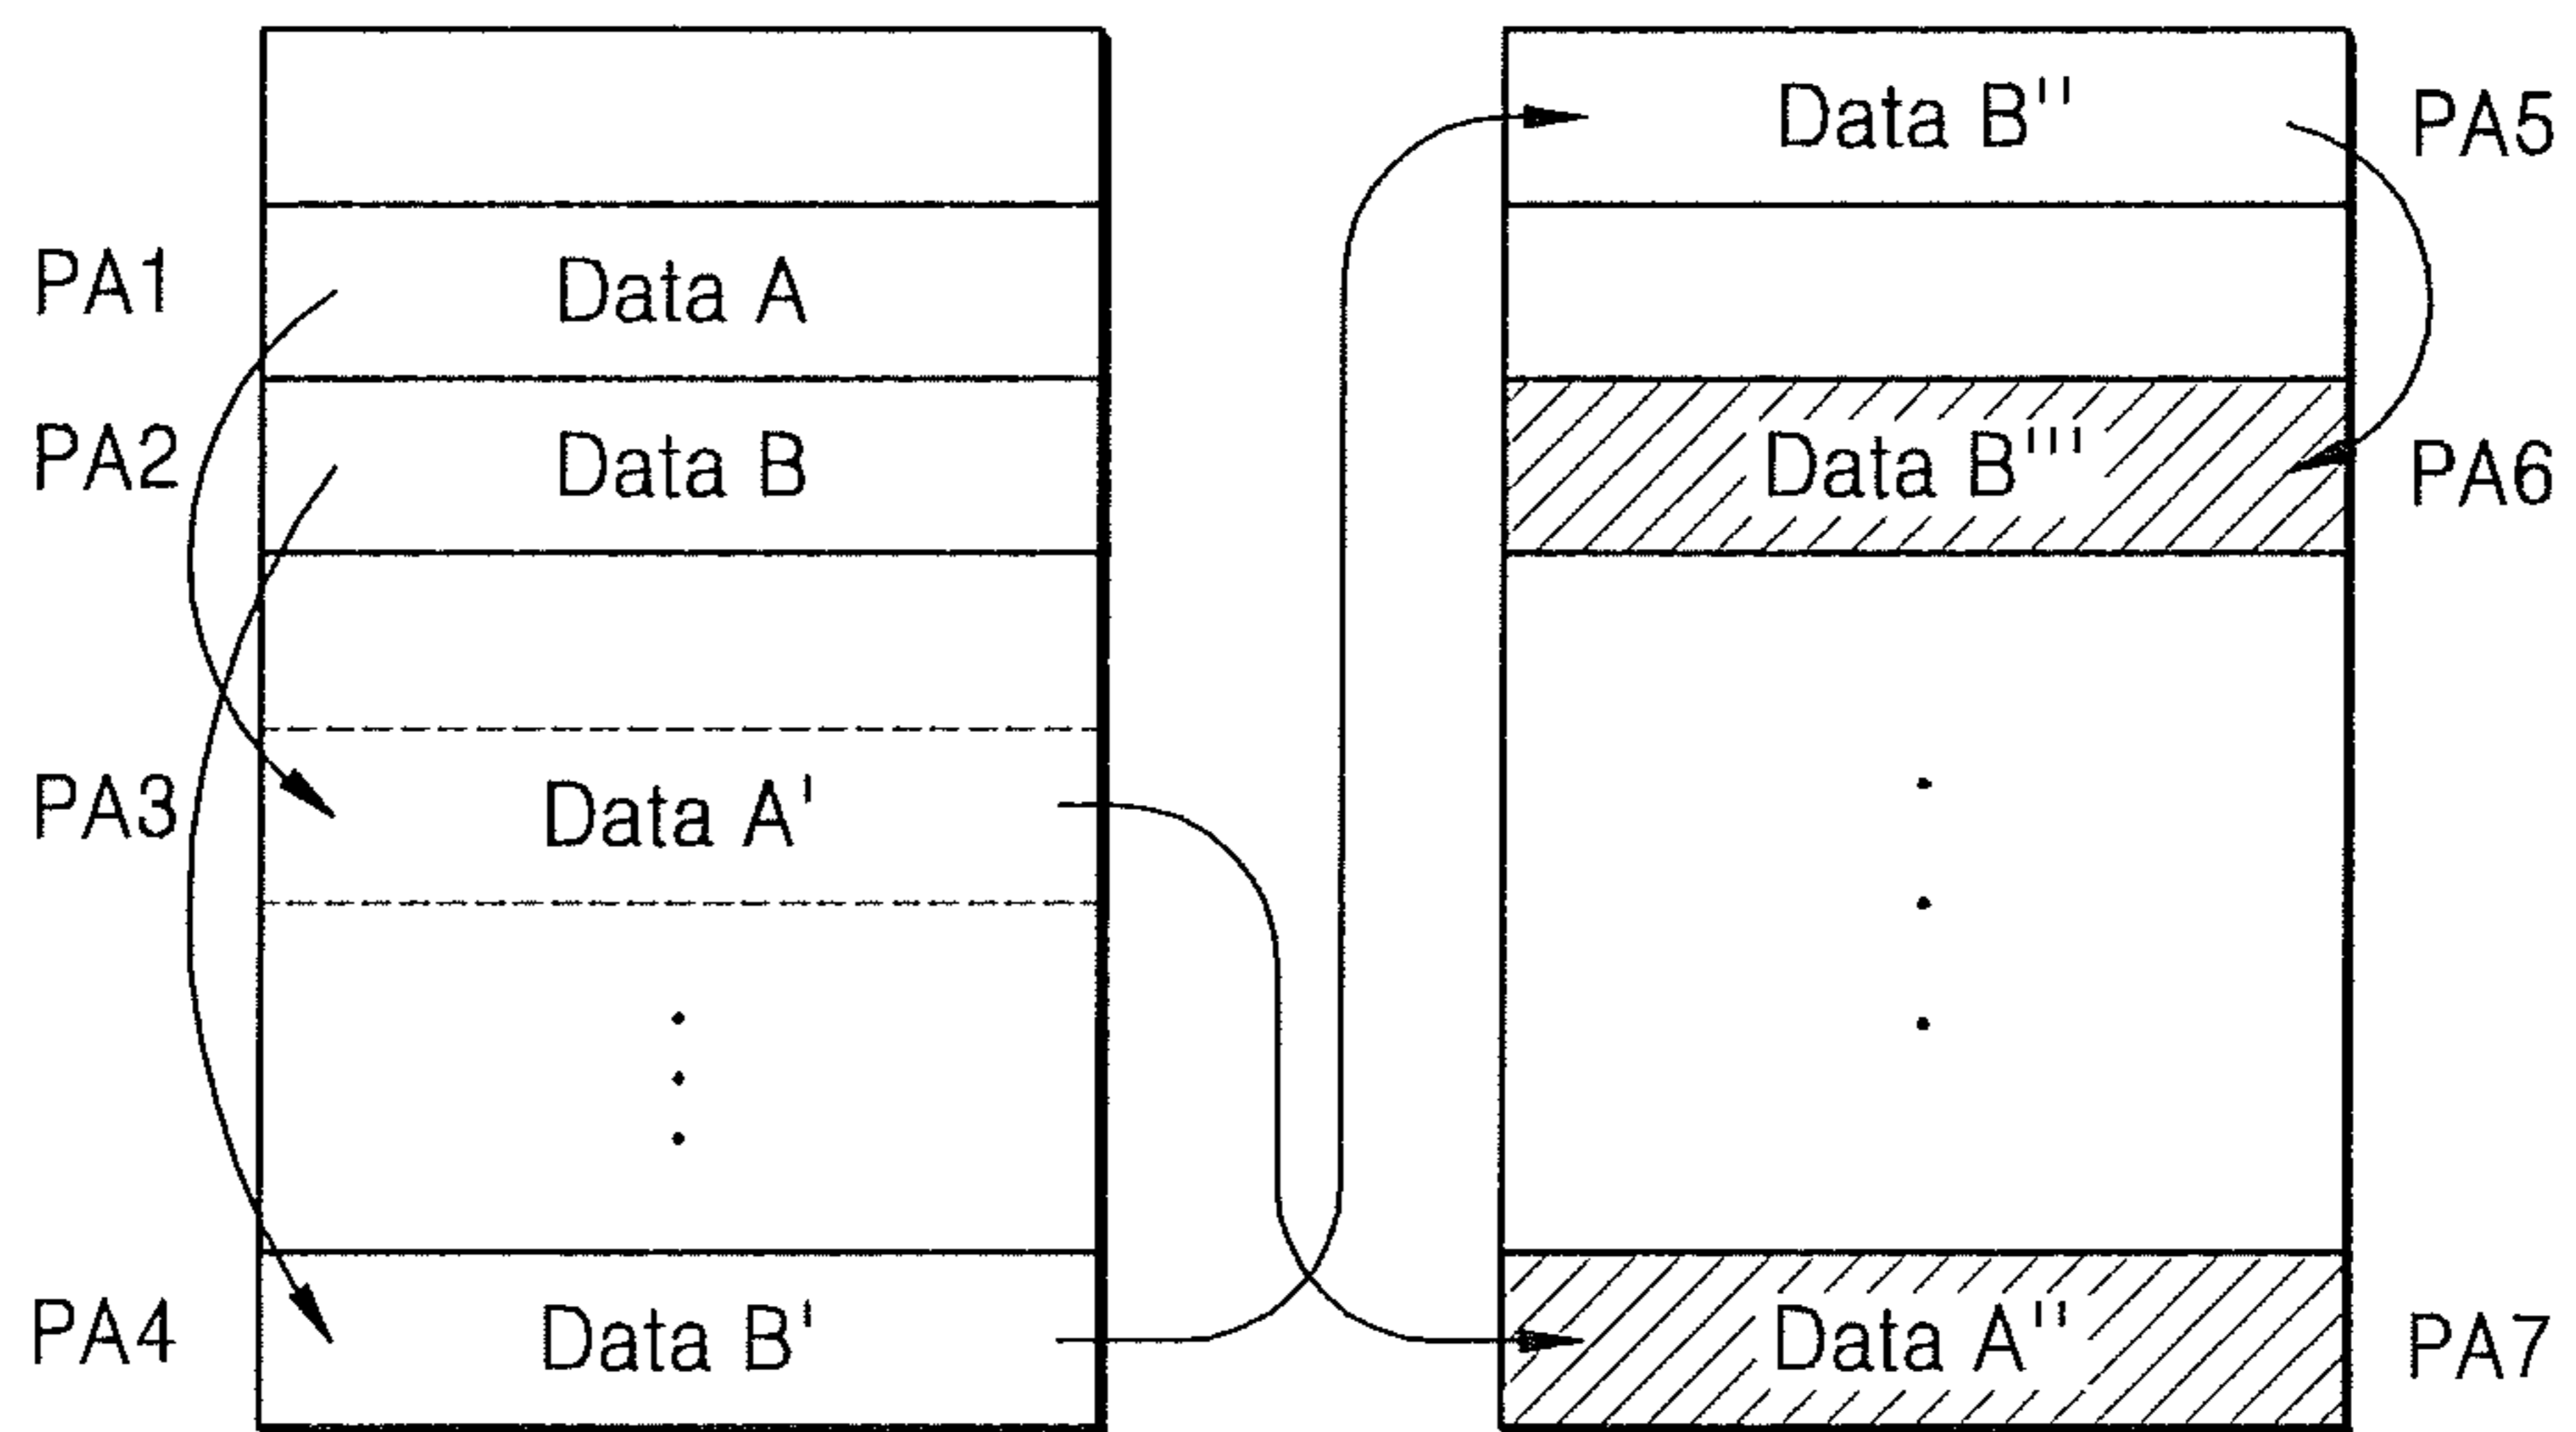 PA1 Data A
PA2 Data B
PA3 Data A'
PA4 Data B'
Data B'' PA5
Data B''' PA6
Data A'' PA7